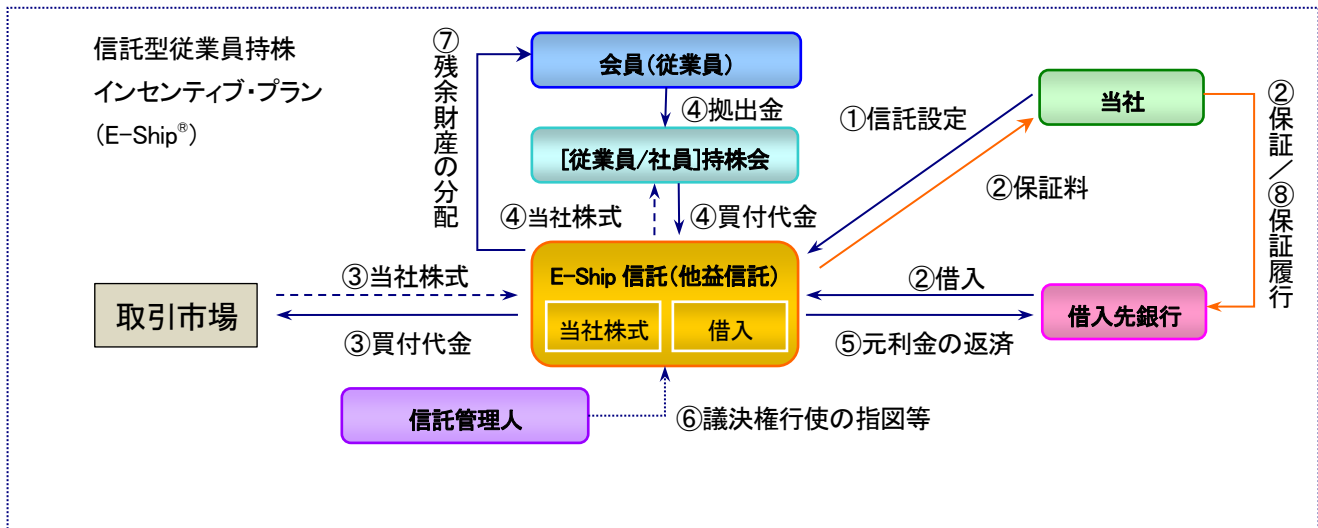 信託型従業員持株
インセンティブ・プラン
(E-Ship®)
⑦残余財産の分配
会員(従業員)
④拠出金
[従業員/社員]持株会
④当社株式
④買付代金
①信託設定
当社
②保証料
②保証/⑧保証履行
E-Ship 信託(他益信託)
当社株式
借入
③当社株式
取引市場
③買付代金
②借入
借入先銀行
⑤元利金の返済
信託管理人
⑥議決権行使の指図等